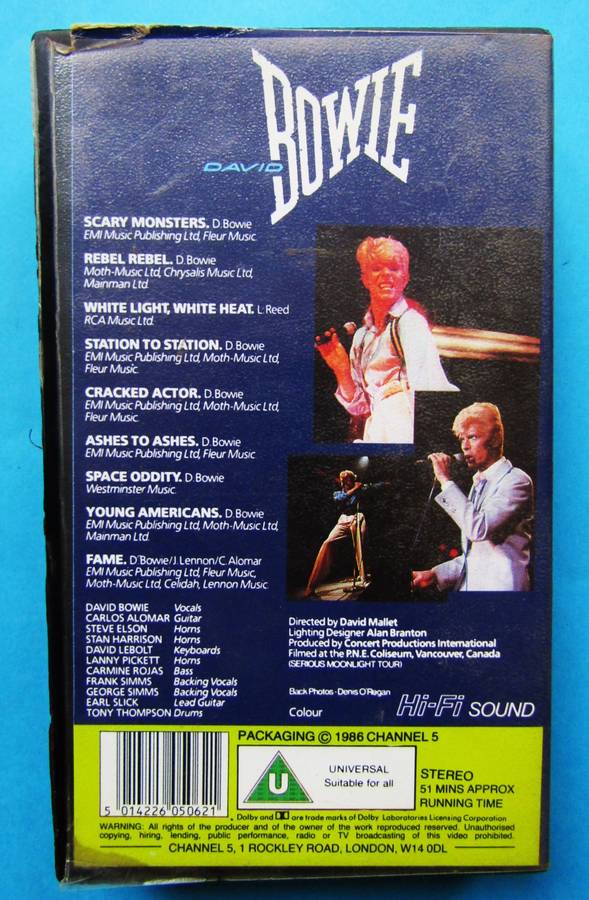 DAVID
BOWIE
SCARY MONSTERS. D.Bowie
EMI Music Publishing Ltd, Fleur Music.
REBEL REBEL. D.Bowie
Moth-Music Ltd, Chrysalis Music Ltd,
Mainman Ltd.
WHITE LIGHT, WHITE HEAT. L.Reed
RCA Music Ltd.
STATION TO STATION. D.Bowie
EMI Music Publishing Ltd, Moth-Music Ltd,
Fleur Music.
CRACKED ACTOR. D.Bowie
EMI Music Publishing Ltd, Moth-Music Ltd,
Fleur Music.
ASHES TO ASHES. D.Bowie
EMI Music Publishing Ltd, Fleur Music.
SPACE ODDITY. D.Bowie
Westminster Music.
YOUNG AMERICANS. D.Bowie
EMI Music Publishing Ltd, Moth-Music Ltd,
Mainman Ltd.
FAME. D.Bowie/J.Lennon/C.Alomar
EMI Music Publishing Ltd, Fleur Music,
Moth-Music Ltd, Celidah, Lennon Music.
DAVID BOWIE Vocals
CARLOS ALOMAR Guitar
STEVE ELSON Horns
STAN HARRISON Horns
DAVID LEBOLT Keyboards
LANNY PICKETT Horns
CARMINE ROJAS Bass
FRANK SIMMS Backing Vocals
GEORGE SIMMS Backing Vocals
EARL SLICK Lead Guitar
TONY THOMPSON Drums
Directed by David Mallet
Lighting Designer Alan Branton
Produced by Concert Productions International
Filmed at the P.N.E. Coliseum, Vancouver, Canada
(SERIOUS MOONLIGHT TOUR)
Back Photos - Denis O'Regan
Colour
Hi-Fi SOUND
PACKAGING © 1986 CHANNEL 5
U
UNIVERSAL
Suitable for all
STEREO
51 MINS APPROX
RUNNING TIME
5 014226 050621
Dolby and are trade marks of Dolby Laboratories Licensing Corporation
WARNING: All rights of the producer and of the owner of the work reproduced reserved. Unauthorised
copying, hiring, lending, public performance, radio or TV broadcasting of this video prohibited.
CHANNEL 5, 1 ROCKLEY ROAD, LONDON, W14 0DL